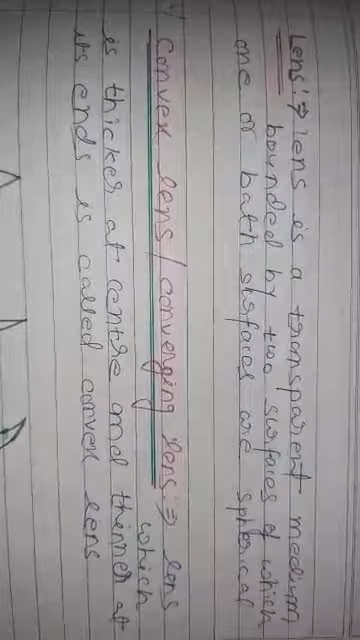 Lens:⇒ Lens is a transparent medium
bounded by two surfaces of which
one or both surfaces are spherical
Convex lens / converging lens:⇒ lens
which
is thicker at centre and thinner at
its ends is called convex lens